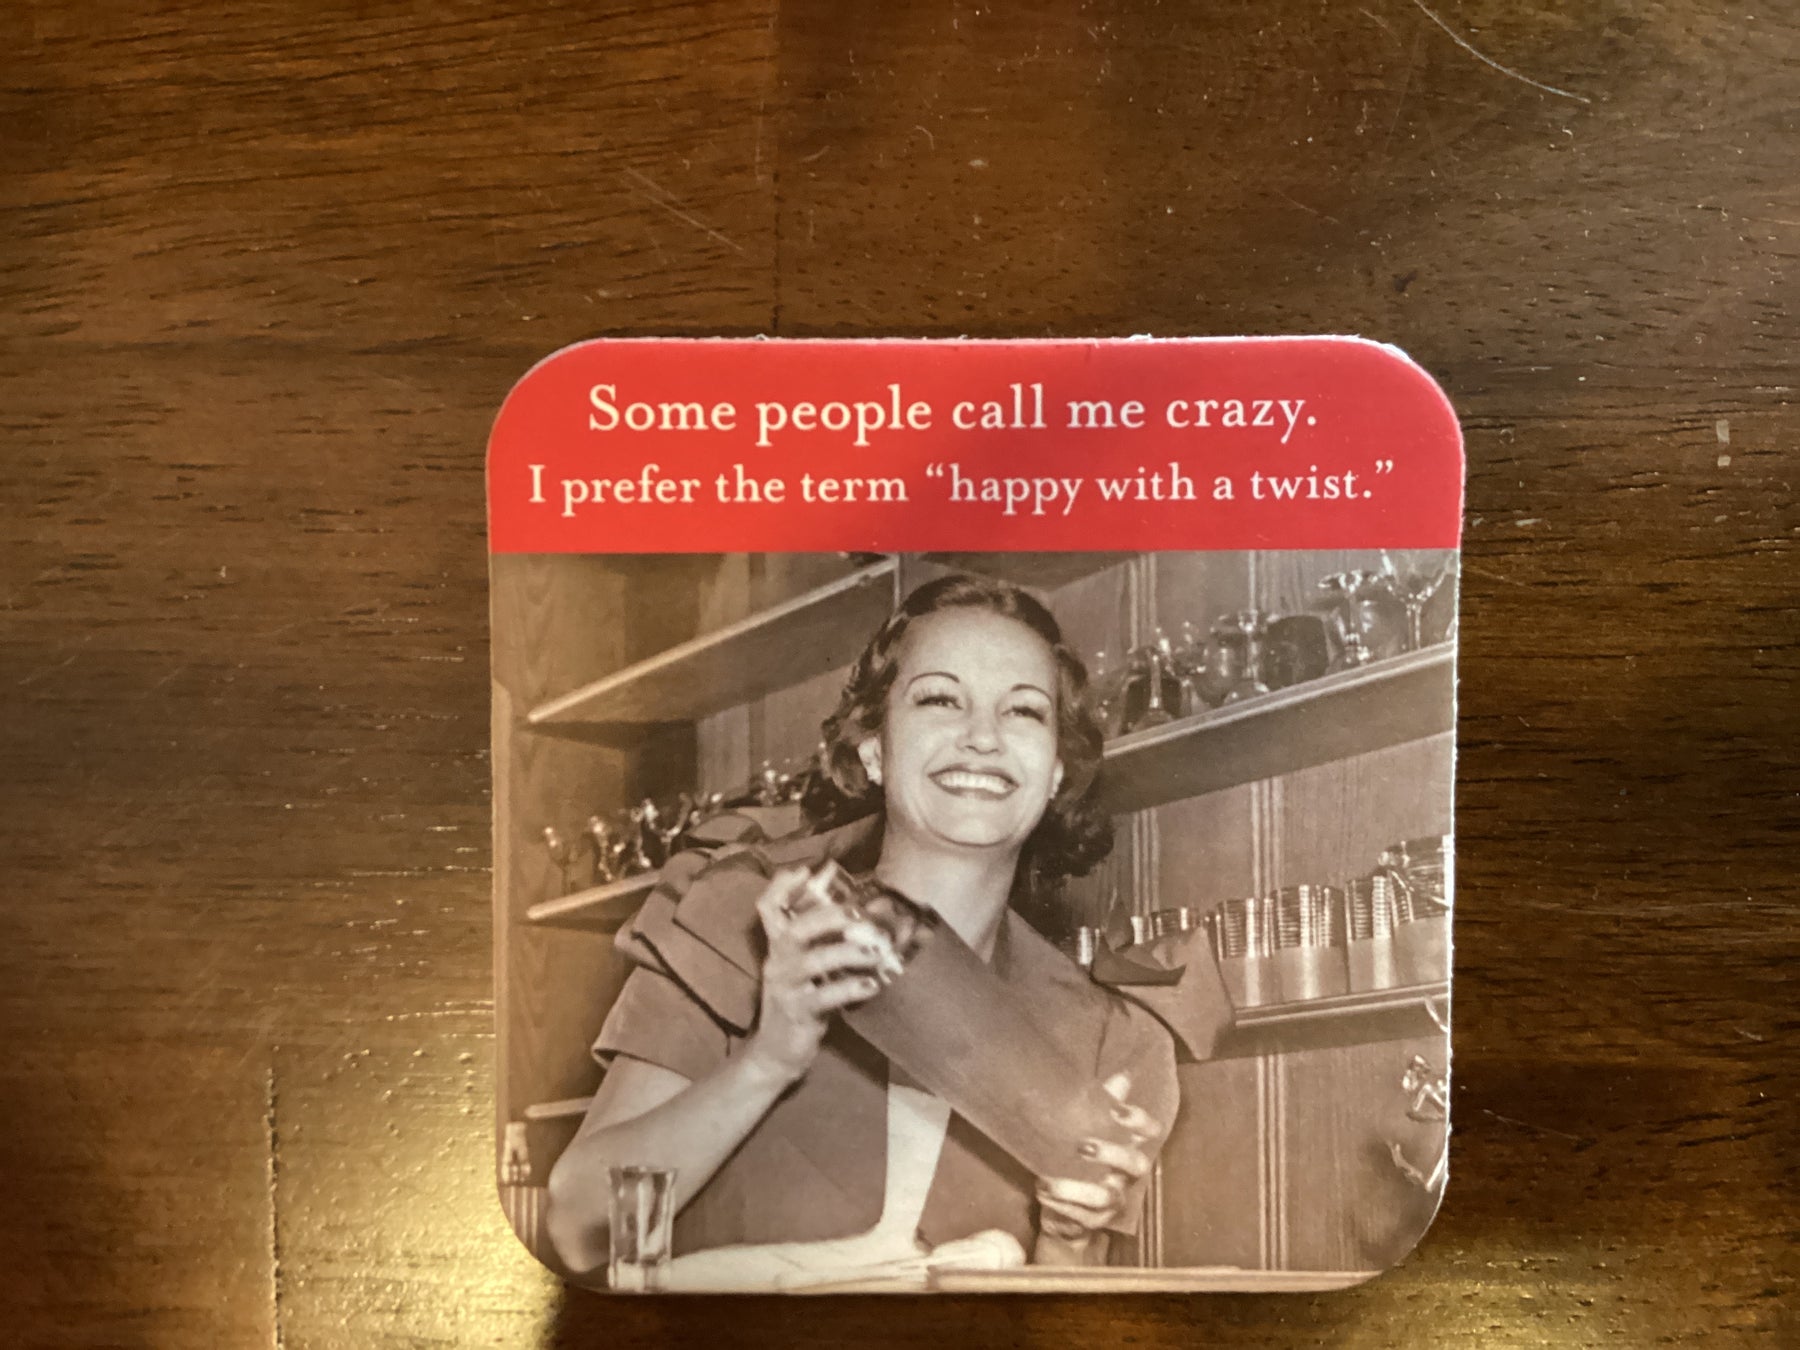 Some people call me crazy.
I prefer the term “happy with a twist.”